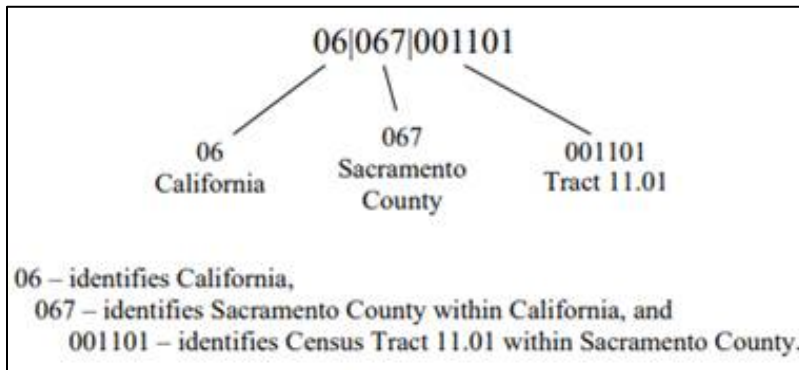 06|067|001101
06
California
067
Sacramento
County
001101
Tract 11.01
06 – identifies California,
067 – identifies Sacramento County within California, and
001101 – identifies Census Tract 11.01 within Sacramento County.